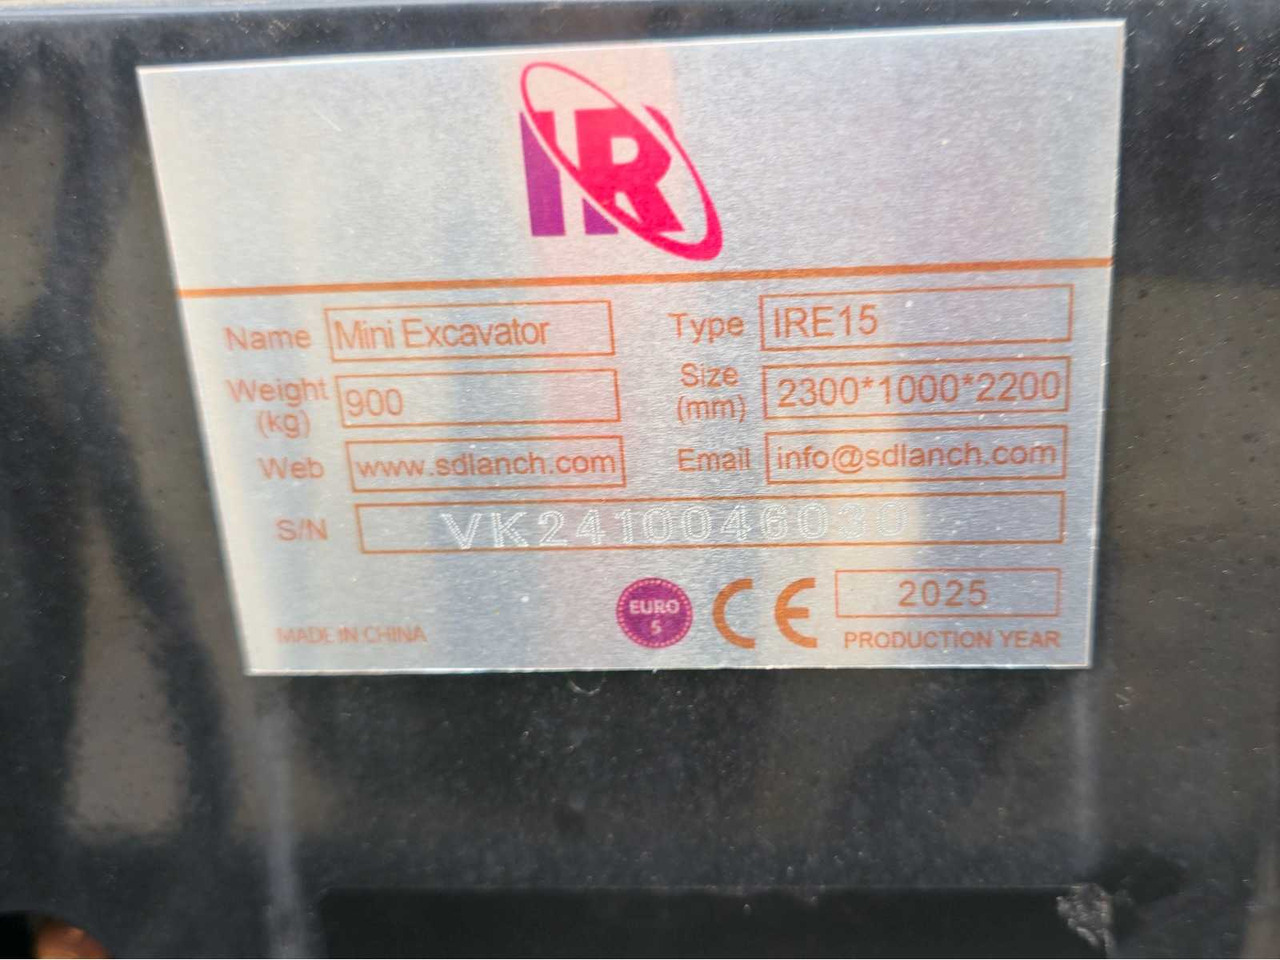 IR
Name Mini Excavator Type IRE15
Weight (kg) 900 Size (mm) 2300*1000*2200
Web www.sdlanch.com Email info@sdlanch.com
S/N VK2410046030
MADE IN CHINA EURO 5 CE 2025
PRODUCTION YEAR